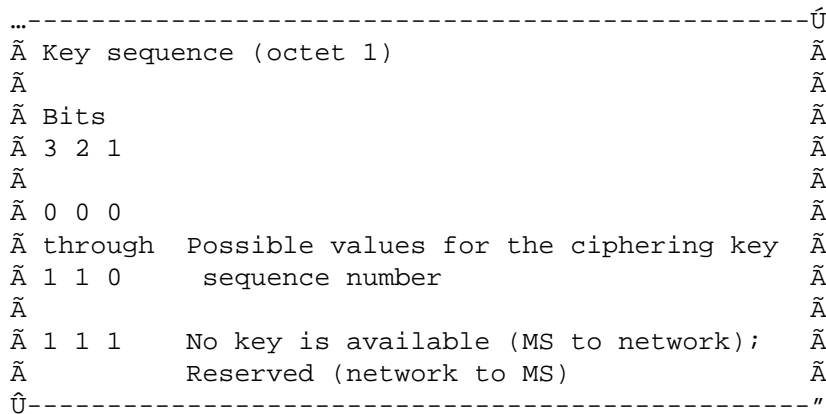 …-------------------------------------------------Ú
Ã Key sequence (octet 1)                          Ã
Ã                                                 Ã
Ã Bits                                            Ã
Ã 3 2 1                                           Ã
Ã                                                 Ã
Ã 0 0 0                                           Ã
Ã through  Possible values for the ciphering key  Ã
Ã 1 1 0     sequence number                       Ã
Ã                                                 Ã
Ã 1 1 1    No key is available (MS to network);   Ã
Ã          Reserved (network to MS)               Ã
Û-------------------------------------------------”